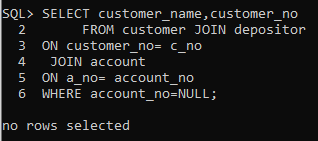 SQL> SELECT customer_name,customer_no
2 FROM customer JOIN depositor
3 ON customer_no= c_no
4 JOIN account
5 ON a_no= account_no
6 WHERE account_no=NULL;
no rows selected